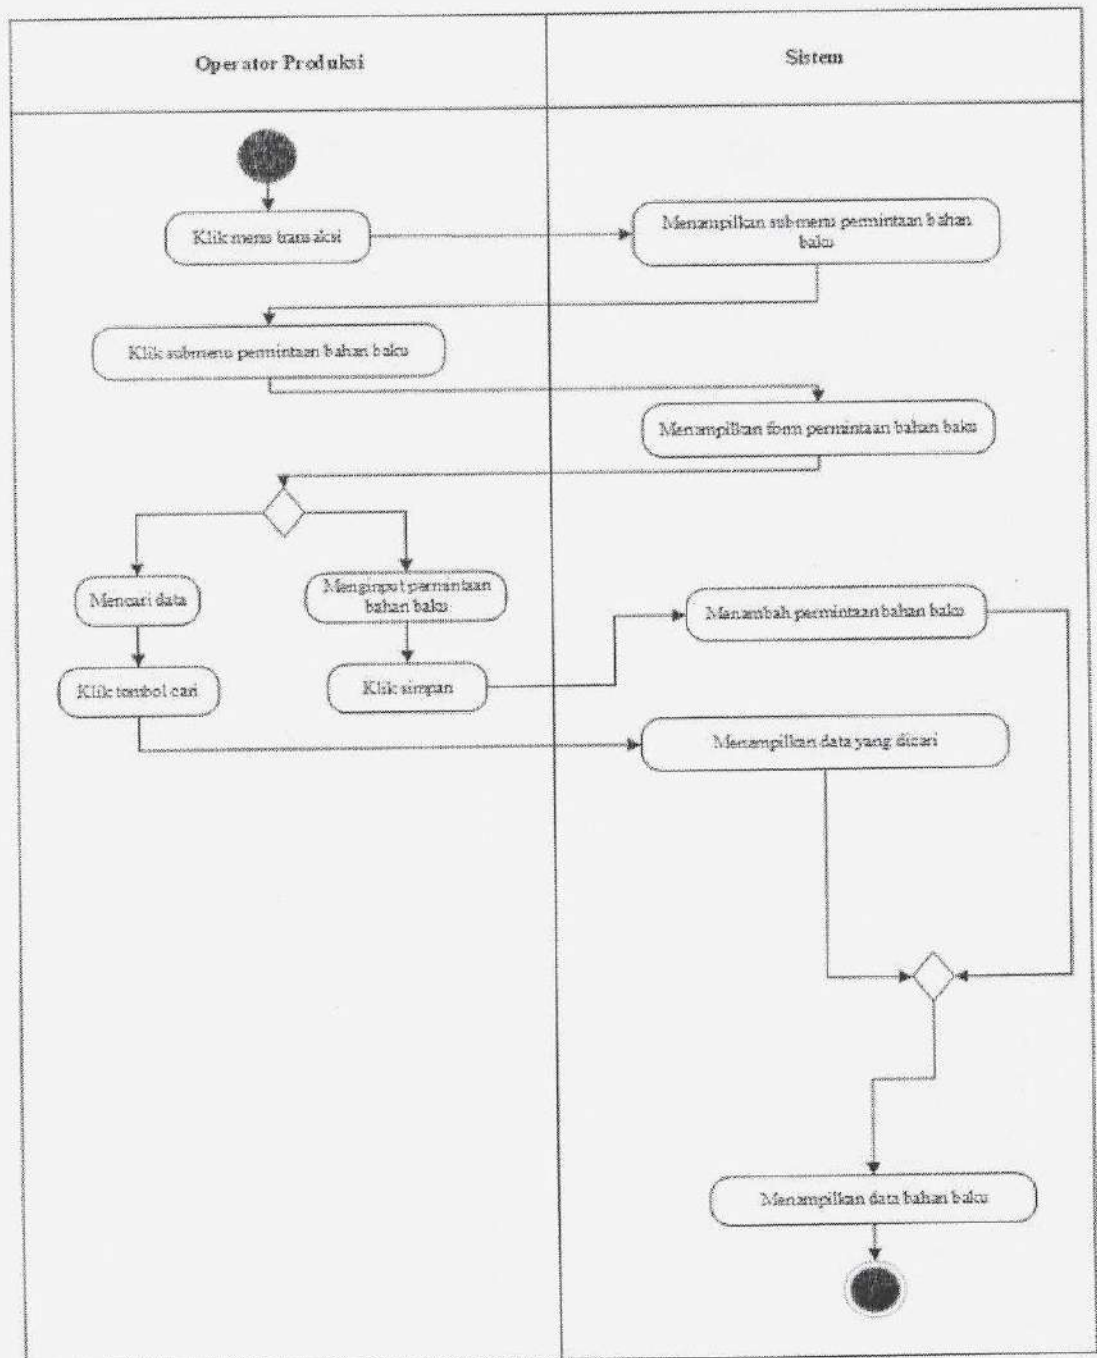 Operator Produksi
Sistem
Klik menu transaksi
Menampilkan submenu permintaan bahan
baku
Klik submenu permintaan bahan baku
Menampilkan form permintaan bahan baku
Mencari data
Menginput permintaan
bahan baku
Menambah permintaan bahan baku
Klik tombol cari
Klik simpan
Menampilkan data yang dicari
Menampilkan data bahan baku